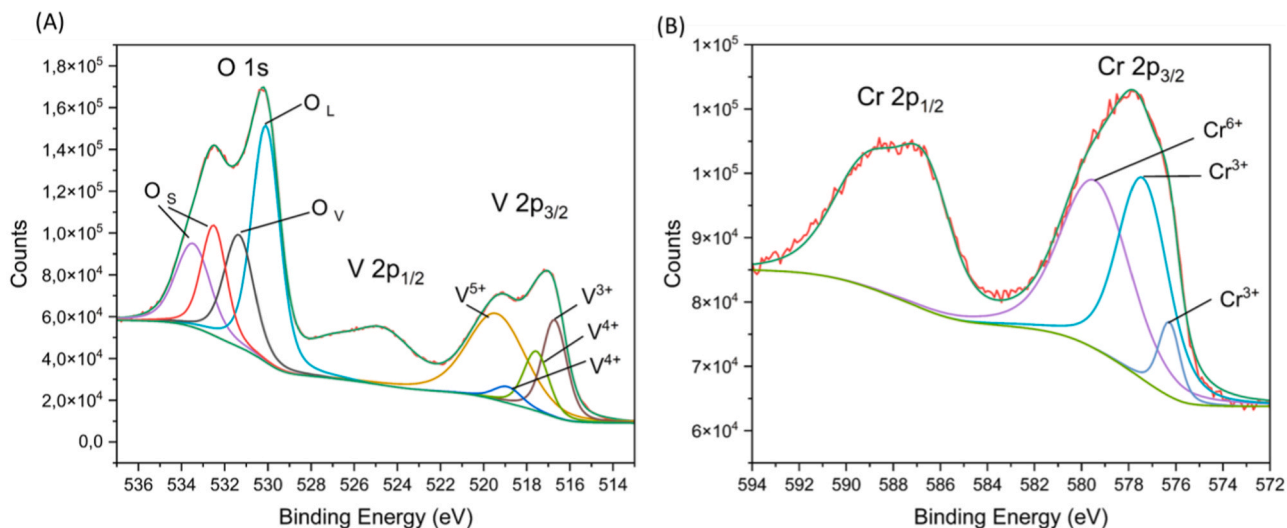 (A)
O 1s
O L
O S
O V
V 2p3/2
V 2p1/2
V5+
V3+
V4+
V4+
1,8×10⁵
1,6×10⁵
1,4×10⁵
1,2×10⁵
1,0×10⁵
8,0×10⁴
6,0×10⁴
4,0×10⁴
2,0×10⁴
0,0
Counts
536 534 532 530 528 526 524 522 520 518 516 514
Binding Energy (eV)
(B)
Cr 2p3/2
Cr 2p1/2
Cr6+
Cr3+
Cr3+
1×10⁵
1×10⁵
1×10⁵
9×10⁴
8×10⁴
7×10⁴
6×10⁴
Counts
594 592 590 588 586 584 582 580 578 576 574 572
Binding Energy (eV)